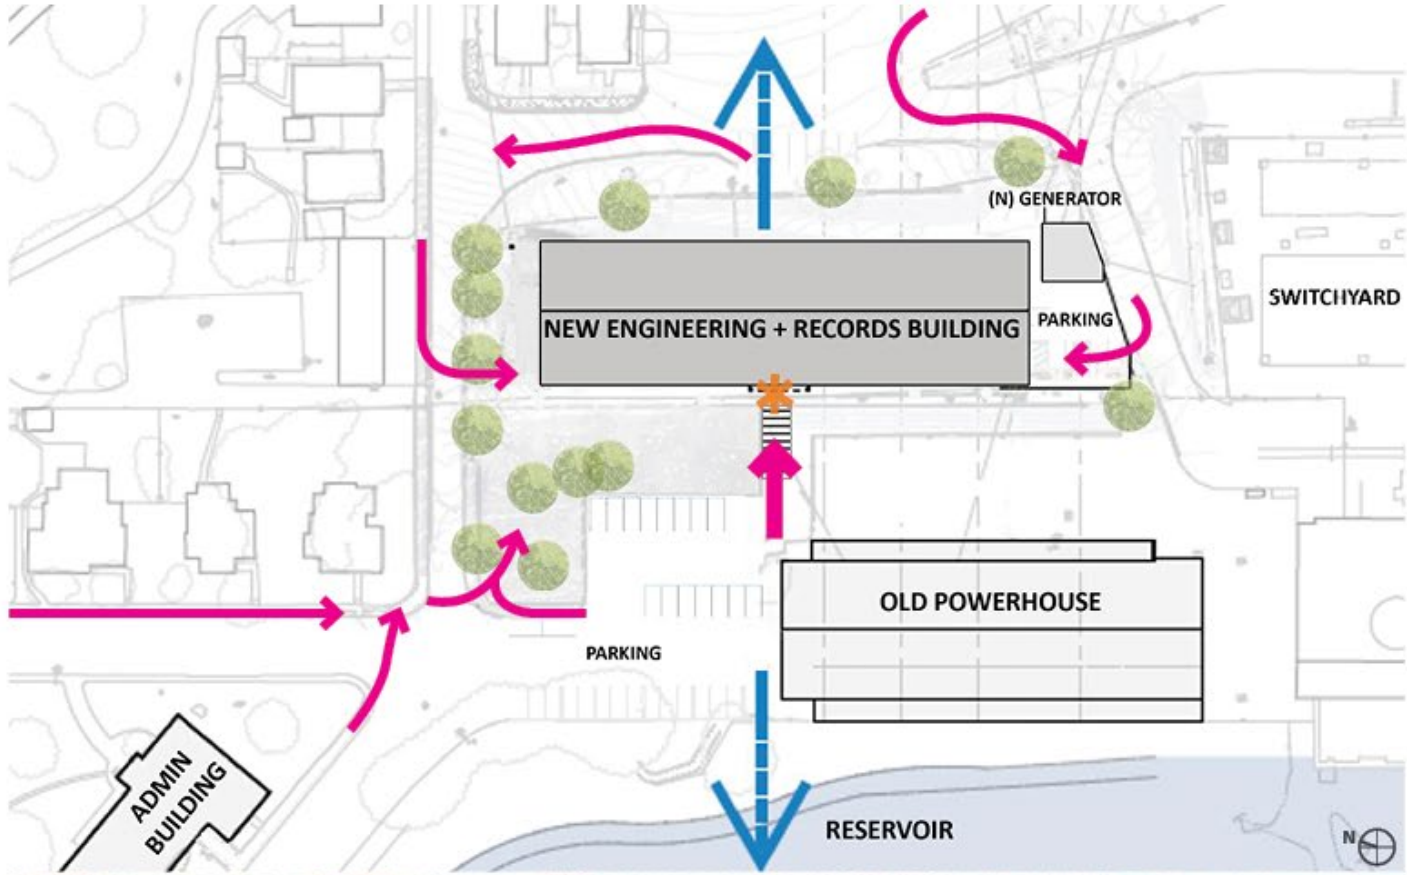 (N) GENERATOR
SWITCHYARD
PARKING
NEW ENGINEERING + RECORDS BUILDING
OLD POWERHOUSE
PARKING
ADMIN
BUILDING
RESERVOIR
N